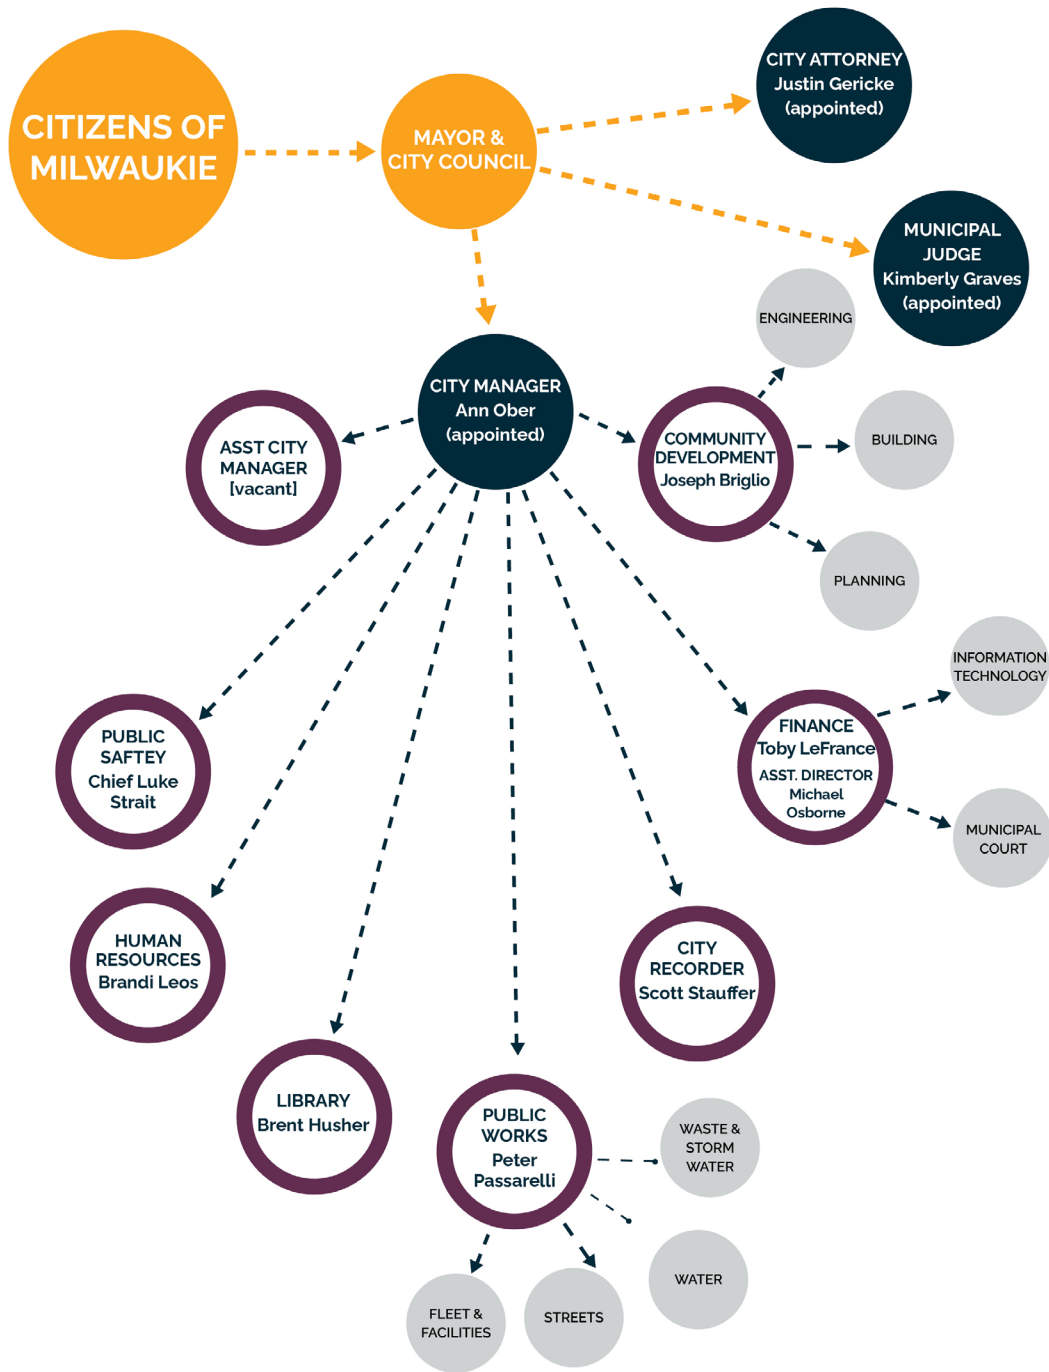 CITIZENS OF
MILWAUKIE
MAYOR &
CITY COUNCIL
CITY ATTORNEY
Justin Gericke
(appointed)
MUNICIPAL
JUDGE
Kimberly Graves
(appointed)
CITY MANAGER
Ann Ober
(appointed)
ASST CITY
MANAGER
[vacant]
COMMUNITY
DEVELOPMENT
Joseph Briglio
ENGINEERING
BUILDING
PLANNING
PUBLIC
SAFTEY
Chief Luke
Strait
FINANCE
Toby LeFrance
ASST. DIRECTOR
Michael
Osborne
INFORMATION
TECHNOLOGY
MUNICIPAL
COURT
HUMAN
RESOURCES
Brandi Leos
CITY
RECORDER
Scott Stauffer
LIBRARY
Brent Husher
PUBLIC
WORKS
Peter
Passarelli
WASTE &
STORM
WATER
WATER
STREETS
FLEET &
FACILITIES